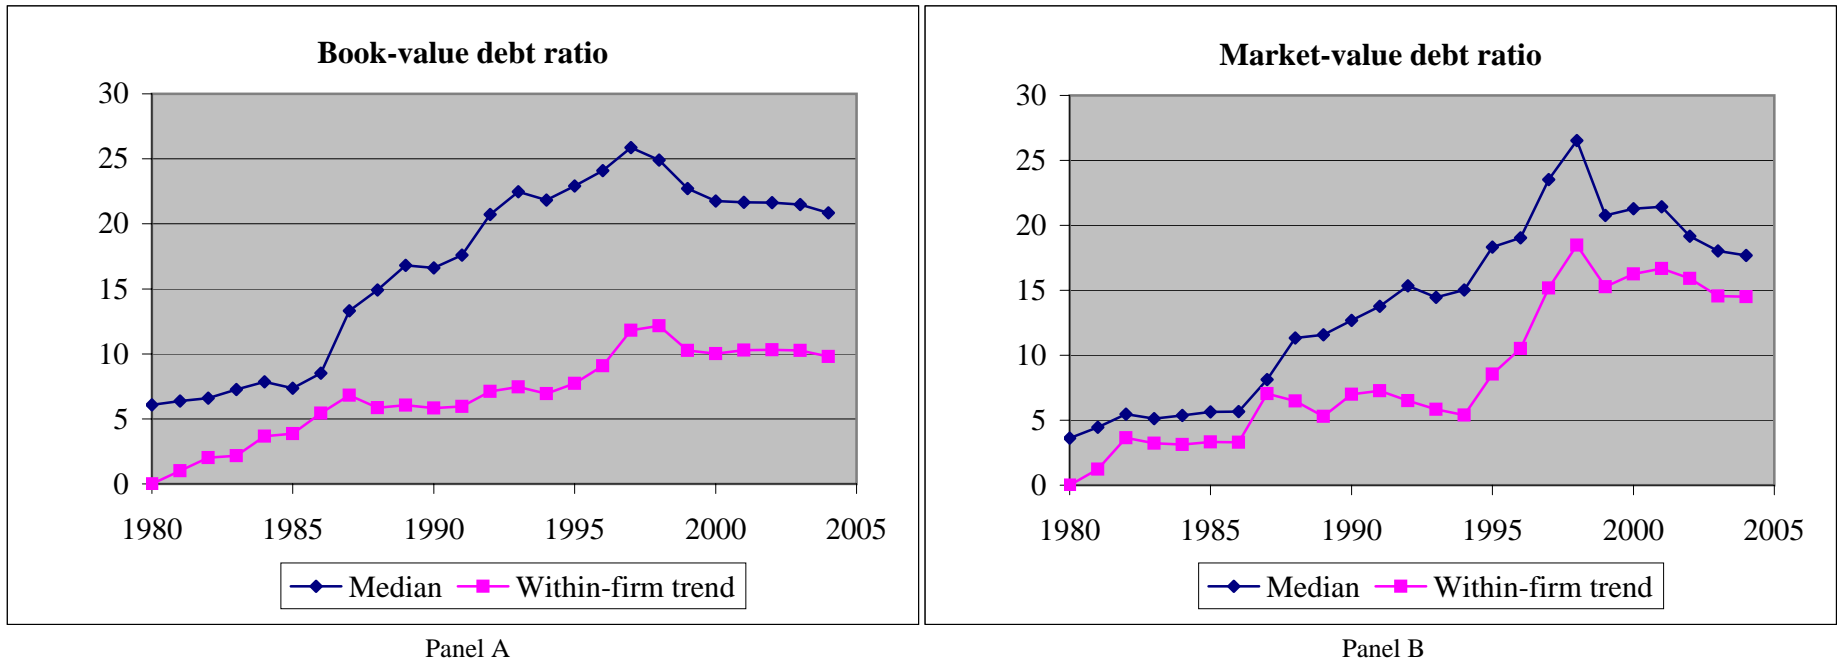 Book-value debt ratio
30
25
20
15
10
5
0
1980 1985 1990 1995 2000 2005
Median Within-firm trend
Panel A
Market-value debt ratio
30
25
20
15
10
5
0
1980 1985 1990 1995 2000 2005
Median Within-firm trend
Panel B